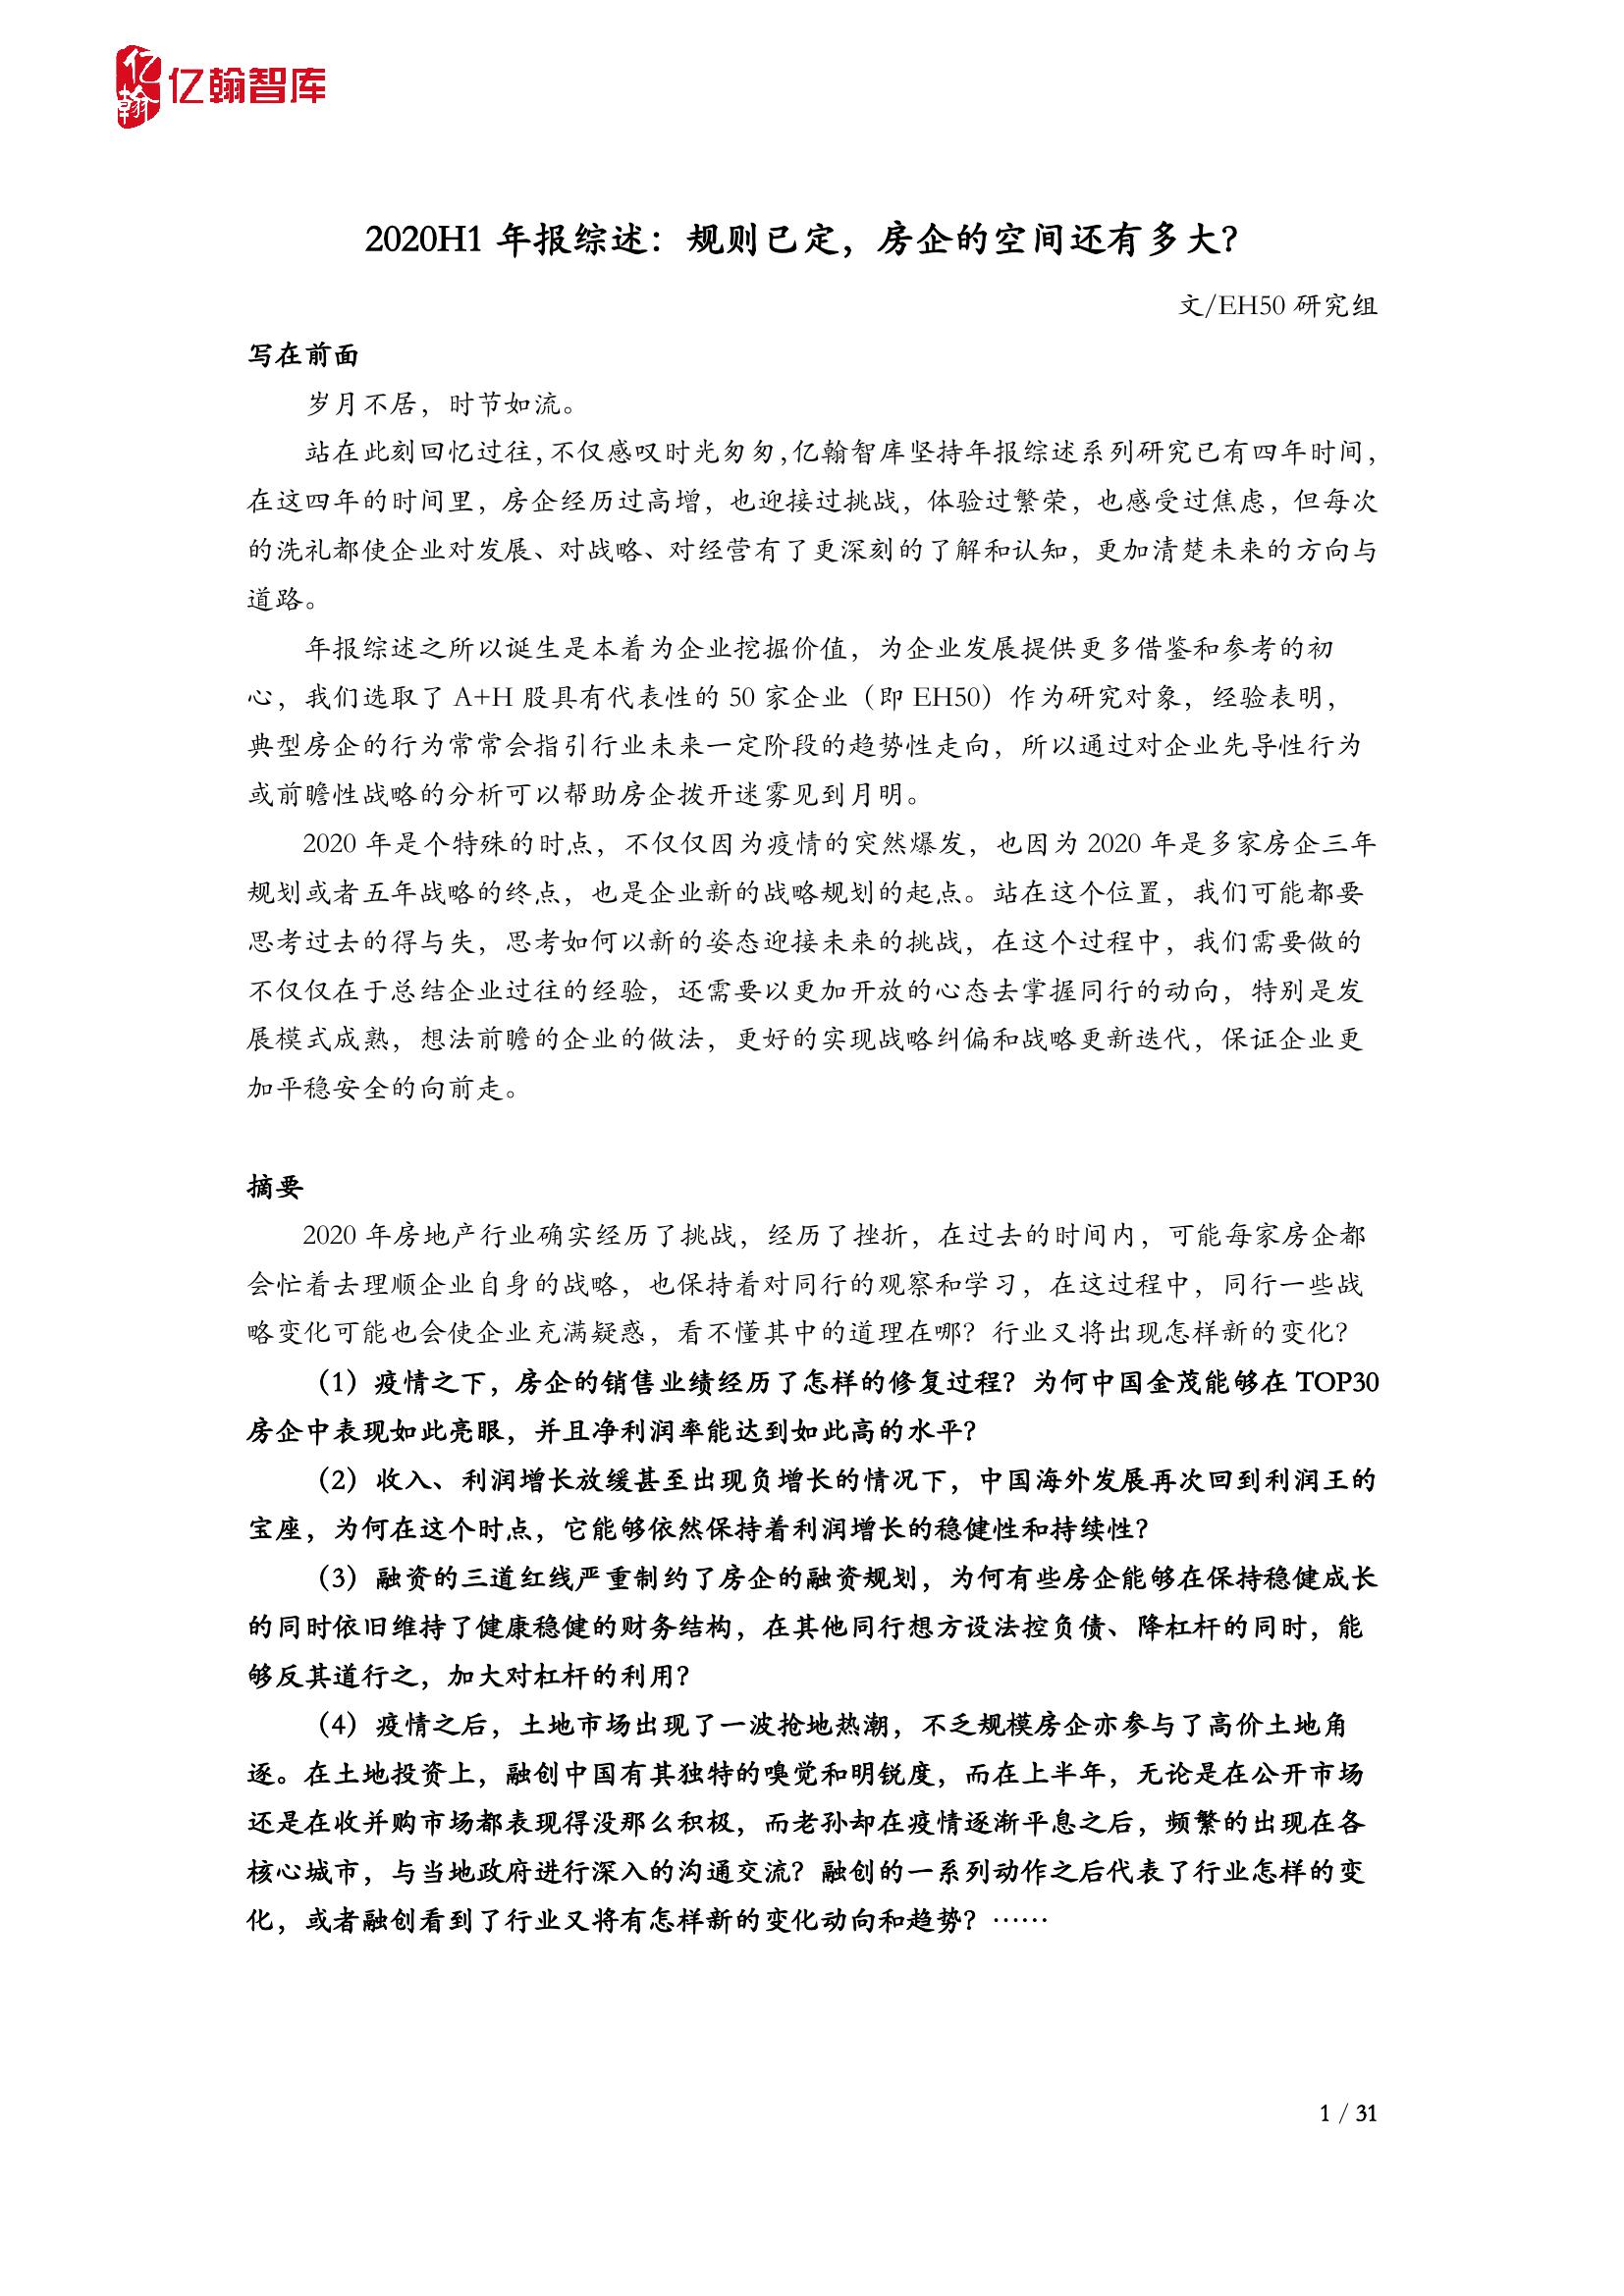 亿翰 亿翰智库
2020H1 年报综述：规则已定，房企的空间还有多大？
文/EH50 研究组
写在前面
岁月不居，时节如流。
站在此刻回忆过往，不仅感叹时光匆匆，亿翰智库坚持年报综述系列研究已有四年时间，
在这四年的时间里，房企经历过高增，也迎接过挑战，体验过繁荣，也感受过焦虑，但每次
的洗礼都使企业对发展、对战略、对经营有了更深刻的了解和认知，更加清楚未来的方向与
道路。
年报综述之所以诞生是本着为企业挖掘价值，为企业发展提供更多借鉴和参考的初
心，我们选取了 A+H 股具有代表性的 50 家企业（即 EH50）作为研究对象，经验表明，
典型房企的行为常常会指引行业未来一定阶段的趋势性走向，所以通过对企业先导性行为
或前瞻性战略的分析可以帮助房企拨开迷雾见到月明。
2020 年是个特殊的时点，不仅仅因为疫情的突然爆发，也因为 2020 年是多家房企三年
规划或者五年战略的终点，也是企业新的战略规划的起点。站在这个位置，我们可能都要
思考过去的得与失，思考如何以新的姿态迎接未来的挑战，在这个过程中，我们需要做的
不仅仅在于总结企业过往的经验，还需要以更加开放的心态去掌握同行的动向，特别是发
展模式成熟，想法前瞻的企业的做法，更好的实现战略纠偏和战略更新迭代，保证企业更
加平稳安全的向前走。
摘要
2020 年房地产行业确实经历了挑战，经历了挫折，在过去的时间内，可能每家房企都
会忙着去理顺企业自身的战略，也保持着对同行的观察和学习，在这过程中，同行一些战
略变化可能也会使企业充满疑惑，看不懂其中的道理在哪？行业又将出现怎样新的变化？
（1）疫情之下，房企的销售业绩经历了怎样的修复过程？为何中国金茂能够在 TOP30
房企中表现如此亮眼，并且净利润率能达到如此高的水平？
（2）收入、利润增长放缓甚至出现负增长的情况下，中国海外发展再次回到利润王的
宝座，为何在这个时点，它能够依然保持着利润增长的稳健性和持续性？
（3）融资的三道红线严重制约了房企的融资规划，为何有些房企能够在保持稳健成长
的同时依旧维持了健康稳健的财务结构，在其他同行想方设法控负债、降杠杆的同时，能
够反其道行之，加大对杠杆的利用？
（4）疫情之后，土地市场出现了一波抢地热潮，不乏规模房企亦参与了高价土地角
逐。在土地投资上，融创中国有其独特的嗅觉和明锐度，而在上半年，无论是在公开市场
还是在收并购市场都表现得没那么积极，而老孙却在疫情逐渐平息之后，频繁的出现在各
核心城市，与当地政府进行深入的沟通交流？融创的一系列动作之后代表了行业怎样的变
化，或者融创看到了行业又将有怎样新的变化动向和趋势？……
1 / 31